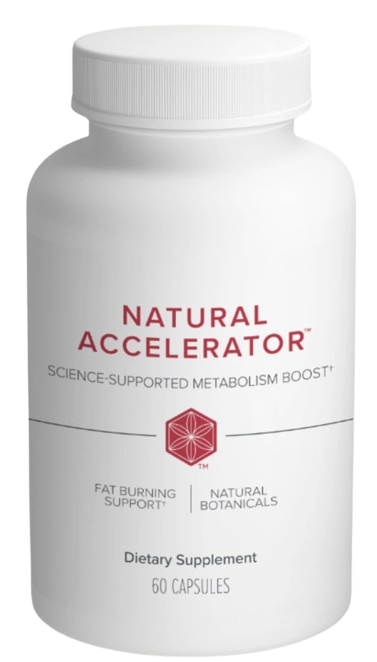 NATURAL
ACCELERATOR™
SCIENCE-SUPPORTED METABOLISM BOOST†
TM
FAT BURNING
SUPPORT†
NATURAL
BOTANICALS
Dietary Supplement
60 CAPSULES